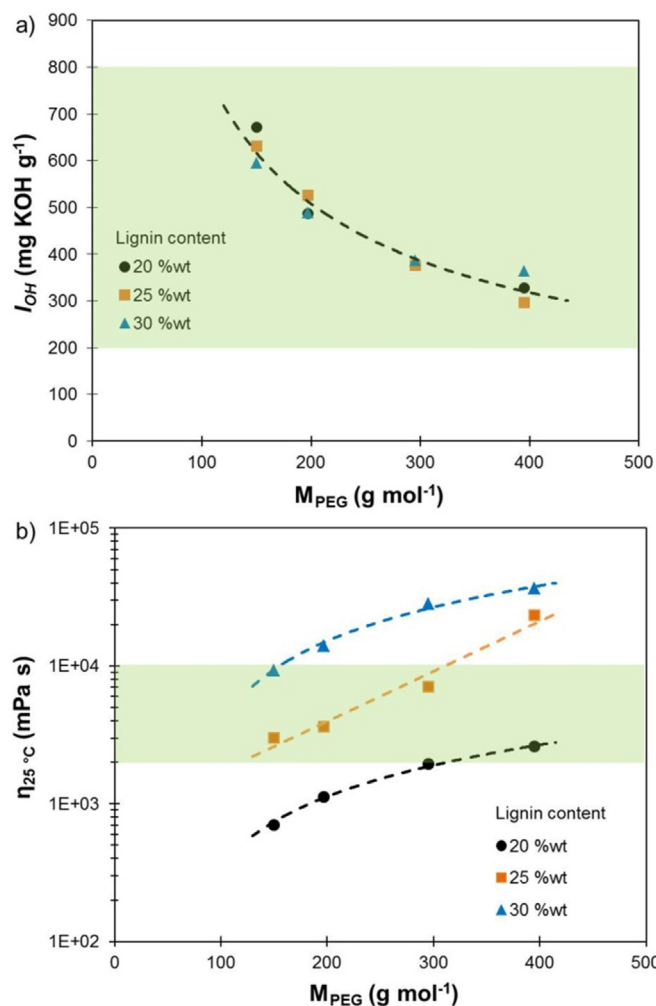 a)
900
800
700
600
500
400
300
200
100
0
I_OH (mg KOH g⁻¹)
Lignin content
20 %wt
25 %wt
30 %wt
0 100 200 300 400 500
M_PEG (g mol⁻¹)
b)
1E+05
1E+04
1E+03
1E+02
η_25 °C (mPa s)
Lignin content
20 %wt
25 %wt
30 %wt
0 100 200 300 400 500
M_PEG (g mol⁻¹)